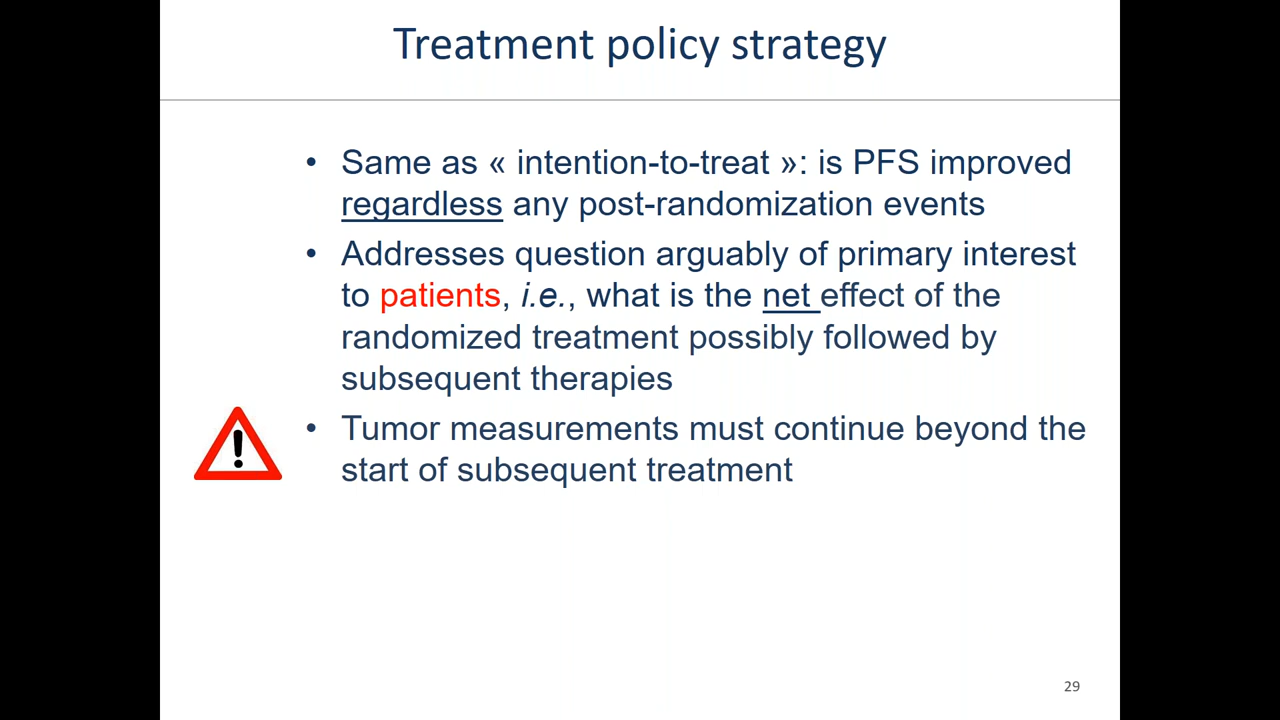 Treatment policy strategy
• Same as « intention-to-treat »: is PFS improved
regardless any post-randomization events
• Addresses question arguably of primary interest
to patients, i.e., what is the net effect of the
randomized treatment possibly followed by
subsequent therapies
• Tumor measurements must continue beyond the
start of subsequent treatment
29